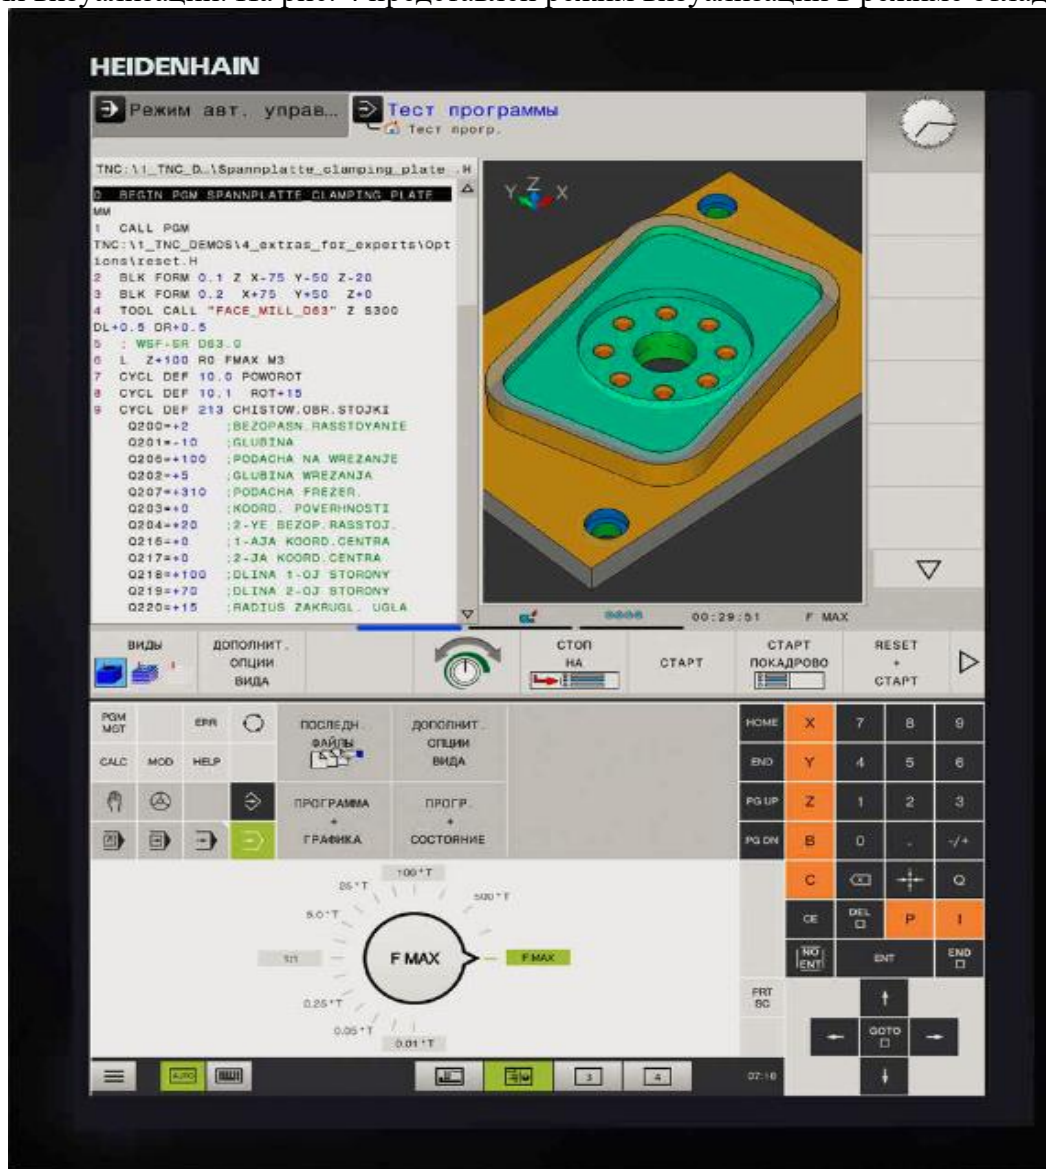 HEIDENHAIN
Режим авт. управ... Тест программы
Тест прогр.
TNC:\1_TNC_D…\Spannplatte_clamping_plate .H
0 BEGIN PGM SPANNPLATTE CLAMPING PLATE
MM
1 CALL PGM
TNC:\1_TNC_DEMOS\4_extras_for_experts\Opt
ions\reset.H
2 BLK FORM 0.1 Z X-75 Y-50 Z-20
3 BLK FORM 0.2 X+75 Y+50 Z+0
4 TOOL CALL "FACE_MILL_D63" Z S300
DL+0.5 DR+0.5
5 ; WSF-SR D63.0
6 L Z+100 R0 FMAX M3
7 CYCL DEF 10.0 POWOROT
8 CYCL DEF 10.1 ROT+15
9 CYCL DEF 213 CHISTOW.OBR.STOJKI
Q200=+2 ;BEZOPASN.RASSTOYANIE
Q201=-10 ;GLUBINA
Q206=+100 ;PODACHA NA WREZANJE
Q202=+5 ;GLUBINA WREZANJA
Q207=+310 ;PODACHA FREZER.
Q203=+0 ;KOORD. POVERHNOSTI
Q204=+20 ;2-YE BEZOP.RASSTOJ.
Q216=+0 ;1-AJA KOORD.CENTRA
Q217=+0 ;2-JA KOORD.CENTRA
Q218=+100 ;DLINA 1-OJ STORONY
Q219=+70 ;DLINA 2-OJ STORONY
Q220=+15 ;RADIUS ZAKRUGL. UGLA
Y Z X
00:29:51 F MAX
ВИДЫ
ДОПОЛНИТ.
ОПЦИИ
ВИДА
СТОП
НА
СТАРТ
СТАРТ
ПОКАДРОВО
RESET
+
СТАРТ
PGM
MGT
ERR
CALC MOD HELP
ПОСЛЕДН.
ФАЙЛЫ
ДОПОЛНИТ.
ОПЦИИ
ВИДА
ПРОГРАММА
+
ГРАФИКА
ПРОГР.
+
СОСТОЯНИЕ
HOME X 7 8 9
END Y 4 5 6
PG UP Z 1 2 3
PG DN B 0 . -/+
C Q
CE DEL P I
NO
ENT
ENT END
PRT
SC
GOTO
100*T
25*T 500*T
5.0*T
1:1 F MAX F MAX
0.25*T
0.05*T
0.01*T
AUTO 3 4 07:16